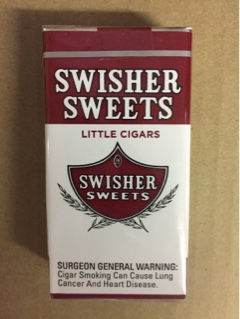 SWISHER
SWEETS
LITTLE CIGARS
SWISHER
SWEETS
SURGEON GENERAL WARNING:
Cigar Smoking Can Cause Lung
Cancer And Heart Disease.